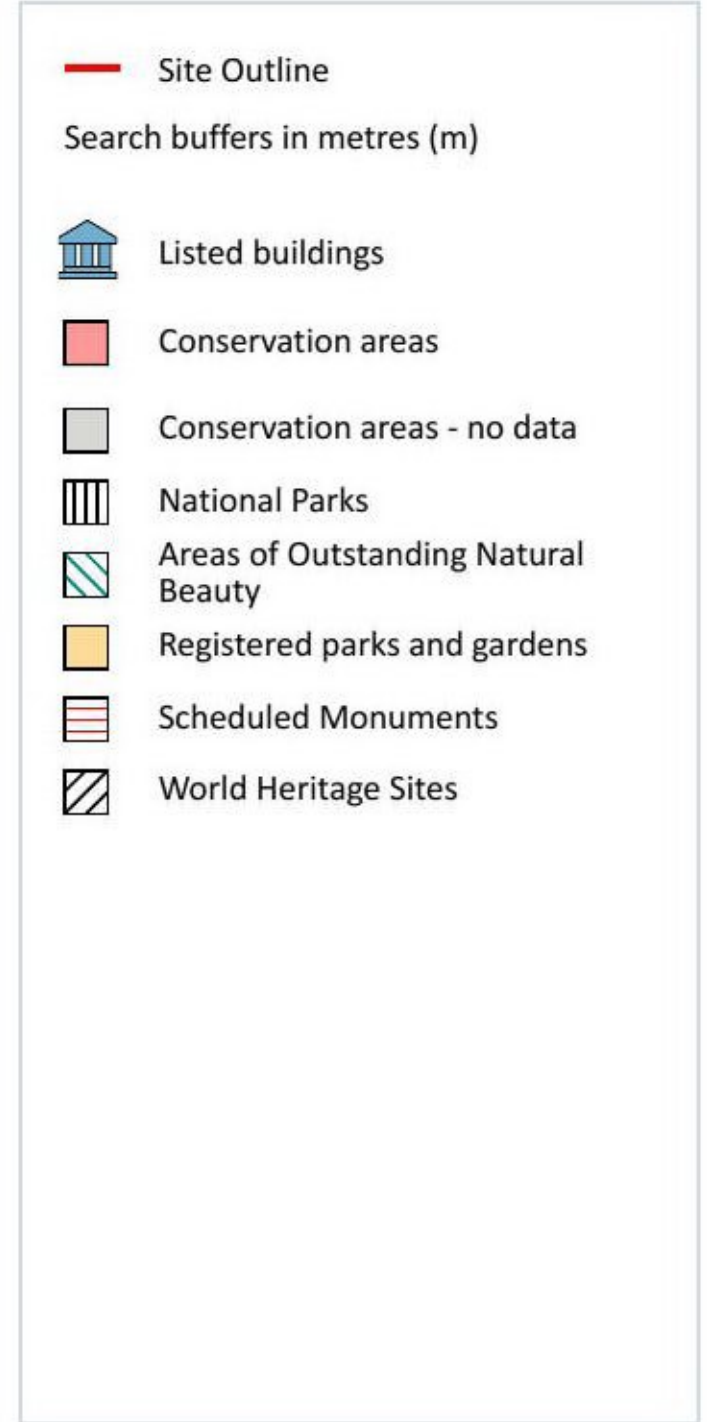 Site Outline
Search buffers in metres (m)
Listed buildings
Conservation areas
Conservation areas - no data
National Parks
Areas of Outstanding Natural
Beauty
Registered parks and gardens
Scheduled Monuments
World Heritage Sites